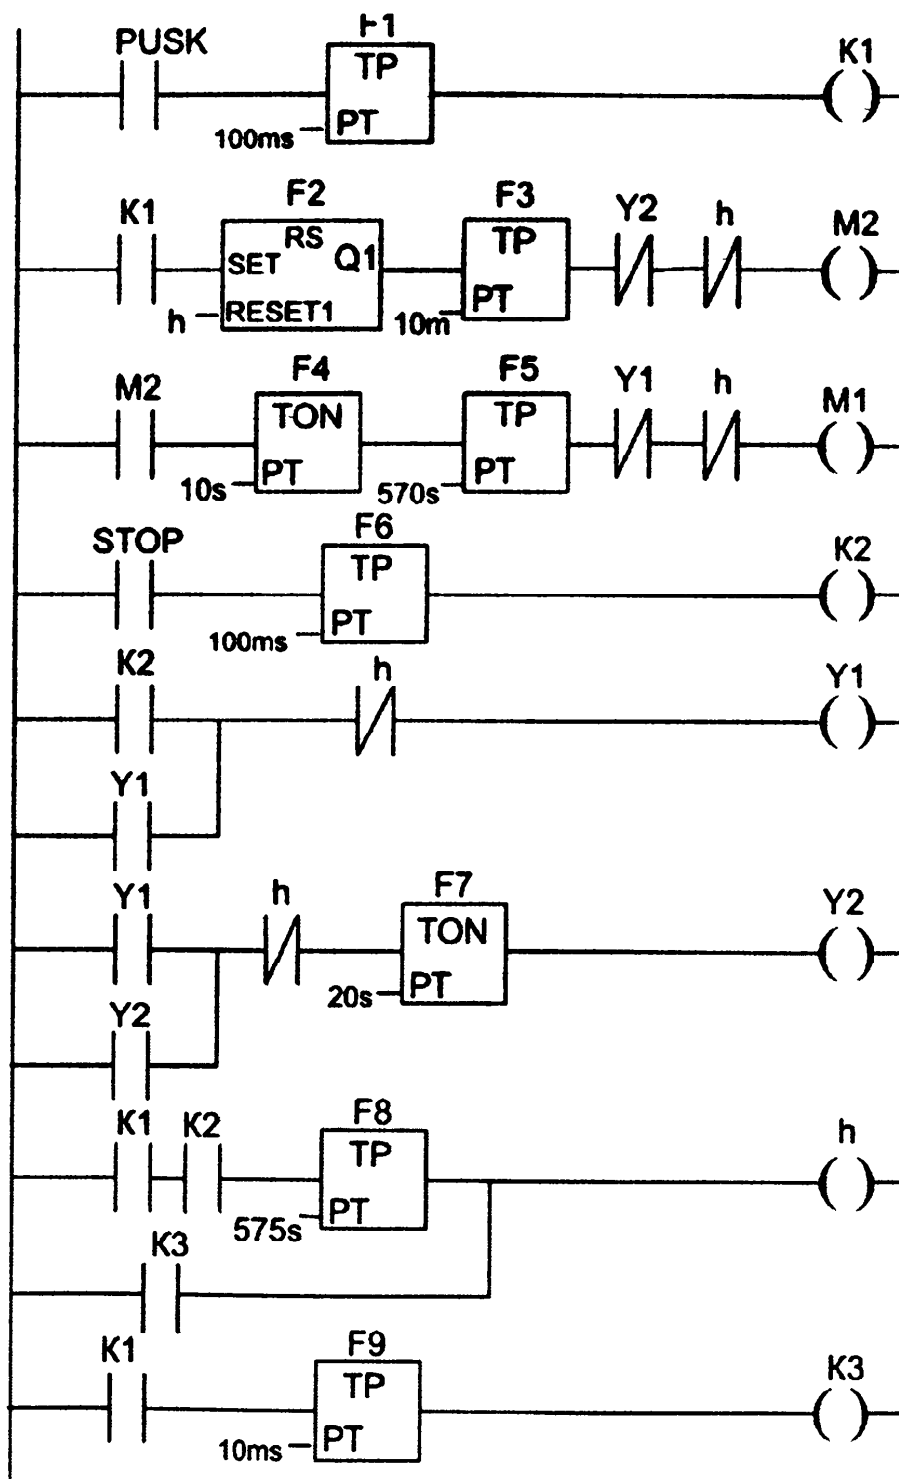 PUSK F1 K1
TP
100ms PT
K1 F2 F3 Y2 h M2
RS TP
SET Q1
h RESET1 10m PT
M2 F4 F5 Y1 h M1
TON TP
10s PT 570s PT
STOP F6 K2
TP
100ms PT
K2 h Y1
Y1
Y1 h F7 Y2
TON
20s PT
Y2
K1 K2 F8 h
TP
575s PT
K3
K1 F9 K3
TP
10ms PT